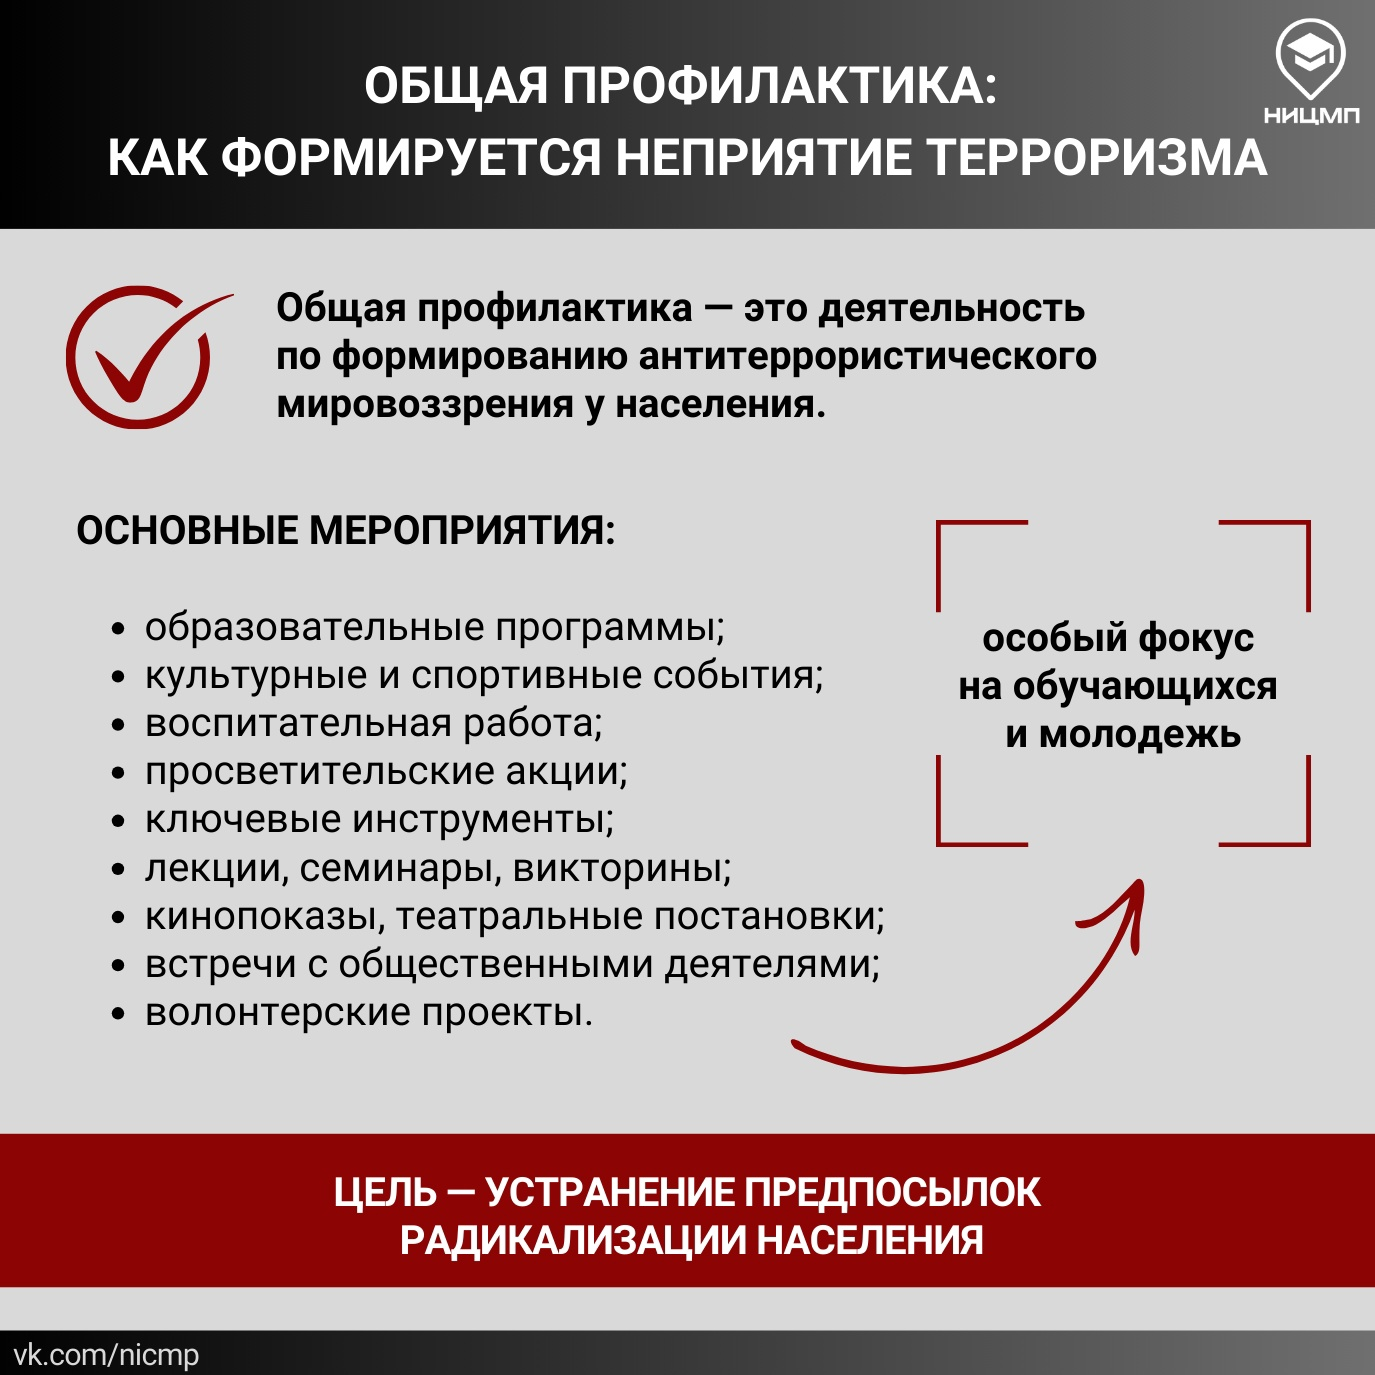 НИЦМП
ОБЩАЯ ПРОФИЛАКТИКА:
КАК ФОРМИРУЕТСЯ НЕПРИЯТИЕ ТЕРРОРИЗМА
Общая профилактика — это деятельность
по формированию антитеррористического
мировоззрения у населения.
ОСНОВНЫЕ МЕРОПРИЯТИЯ:
• образовательные программы;
• культурные и спортивные события;
• воспитательная работа;
• просветительские акции;
• ключевые инструменты;
• лекции, семинары, викторины;
• кинопоказы, театральные постановки;
• встречи с общественными деятелями;
• волонтерские проекты.
особый фокус
на обучающихся
и молодежь
ЦЕЛЬ — УСТРАНЕНИЕ ПРЕДПОСЫЛОК
РАДИКАЛИЗАЦИИ НАСЕЛЕНИЯ
vk.com/nicmp